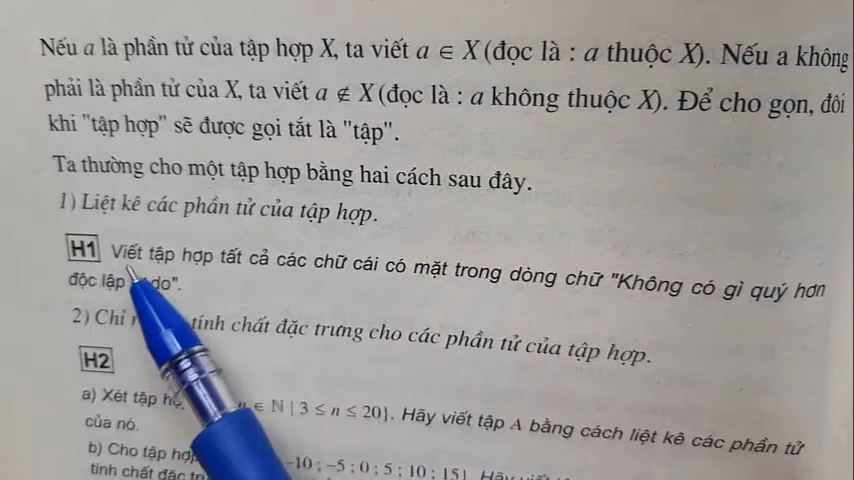 Nếu a là phần tử của tập hợp X, ta viết a ∈ X (đọc là : a thuộc X). Nếu a không
phải là phần tử của X, ta viết a ∉ X (đọc là : a không thuộc X). Để cho gọn, đôi
khi "tập hợp" sẽ được gọi tắt là "tập".
Ta thường cho một tập hợp bằng hai cách sau đây.
1) Liệt kê các phần tử của tập hợp.
H1 Viết tập hợp tất cả các chữ cái có mặt trong dòng chữ "Không có gì quý hơn
độc lập do".
2) Chỉ tính chất đặc trưng cho các phần tử của tập hợp.
H2
a) Xét tập ∈ ℕ | 3 ≤ n ≤ 20}. Hãy viết tập A bằng cách liệt kê các phần tử
của nó.
b) Cho tập hợp -10 ; -5 ; 0 ; 5 ; 10 ; 15}. Hãy
tính chất đặc